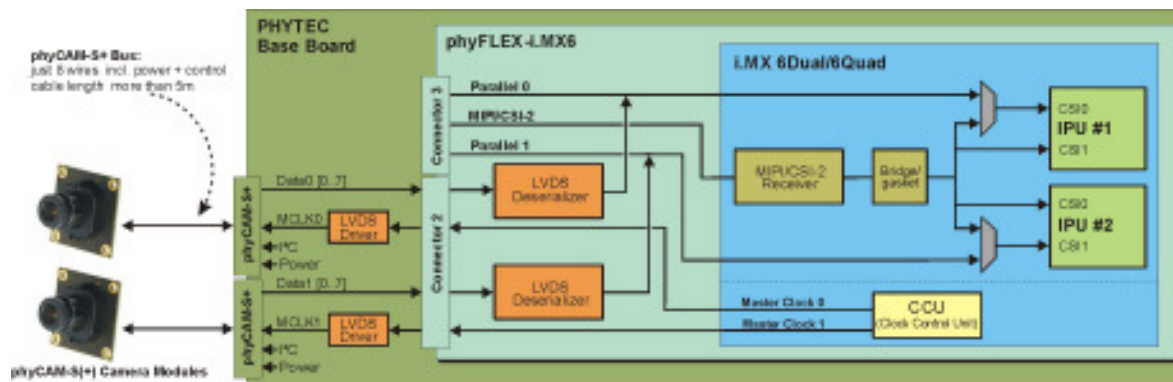 PHYTEC
Base Board
phyFLEX-i.MX6
i.MX 6Dual/6Quad
phyCAM-S+ Bus:
just 8 wires incl. power + control
cable length more than 5m
Connector 3
Parallel 0
MIPI/CSI-2
Parallel 1
CSI0
IPU #1
CSI1
MIPI/CSI-2
Receiver
Bridge/
gasket
CSI0
IPU #2
CSI1
phyCAM-S+
Data0 [0..7]
MCLK0
LVDS
Driver
I²C
Power
Connector 2
LVDS
Deserializer
LVDS
Deserializer
phyCAM-S+
Data1 [0..7]
MCLK1
LVDS
Driver
I²C
Power
Master Clock 0
Master Clock 1
CCU
(Clock Control Unit)
phyCAM-S(+) Camera Modules